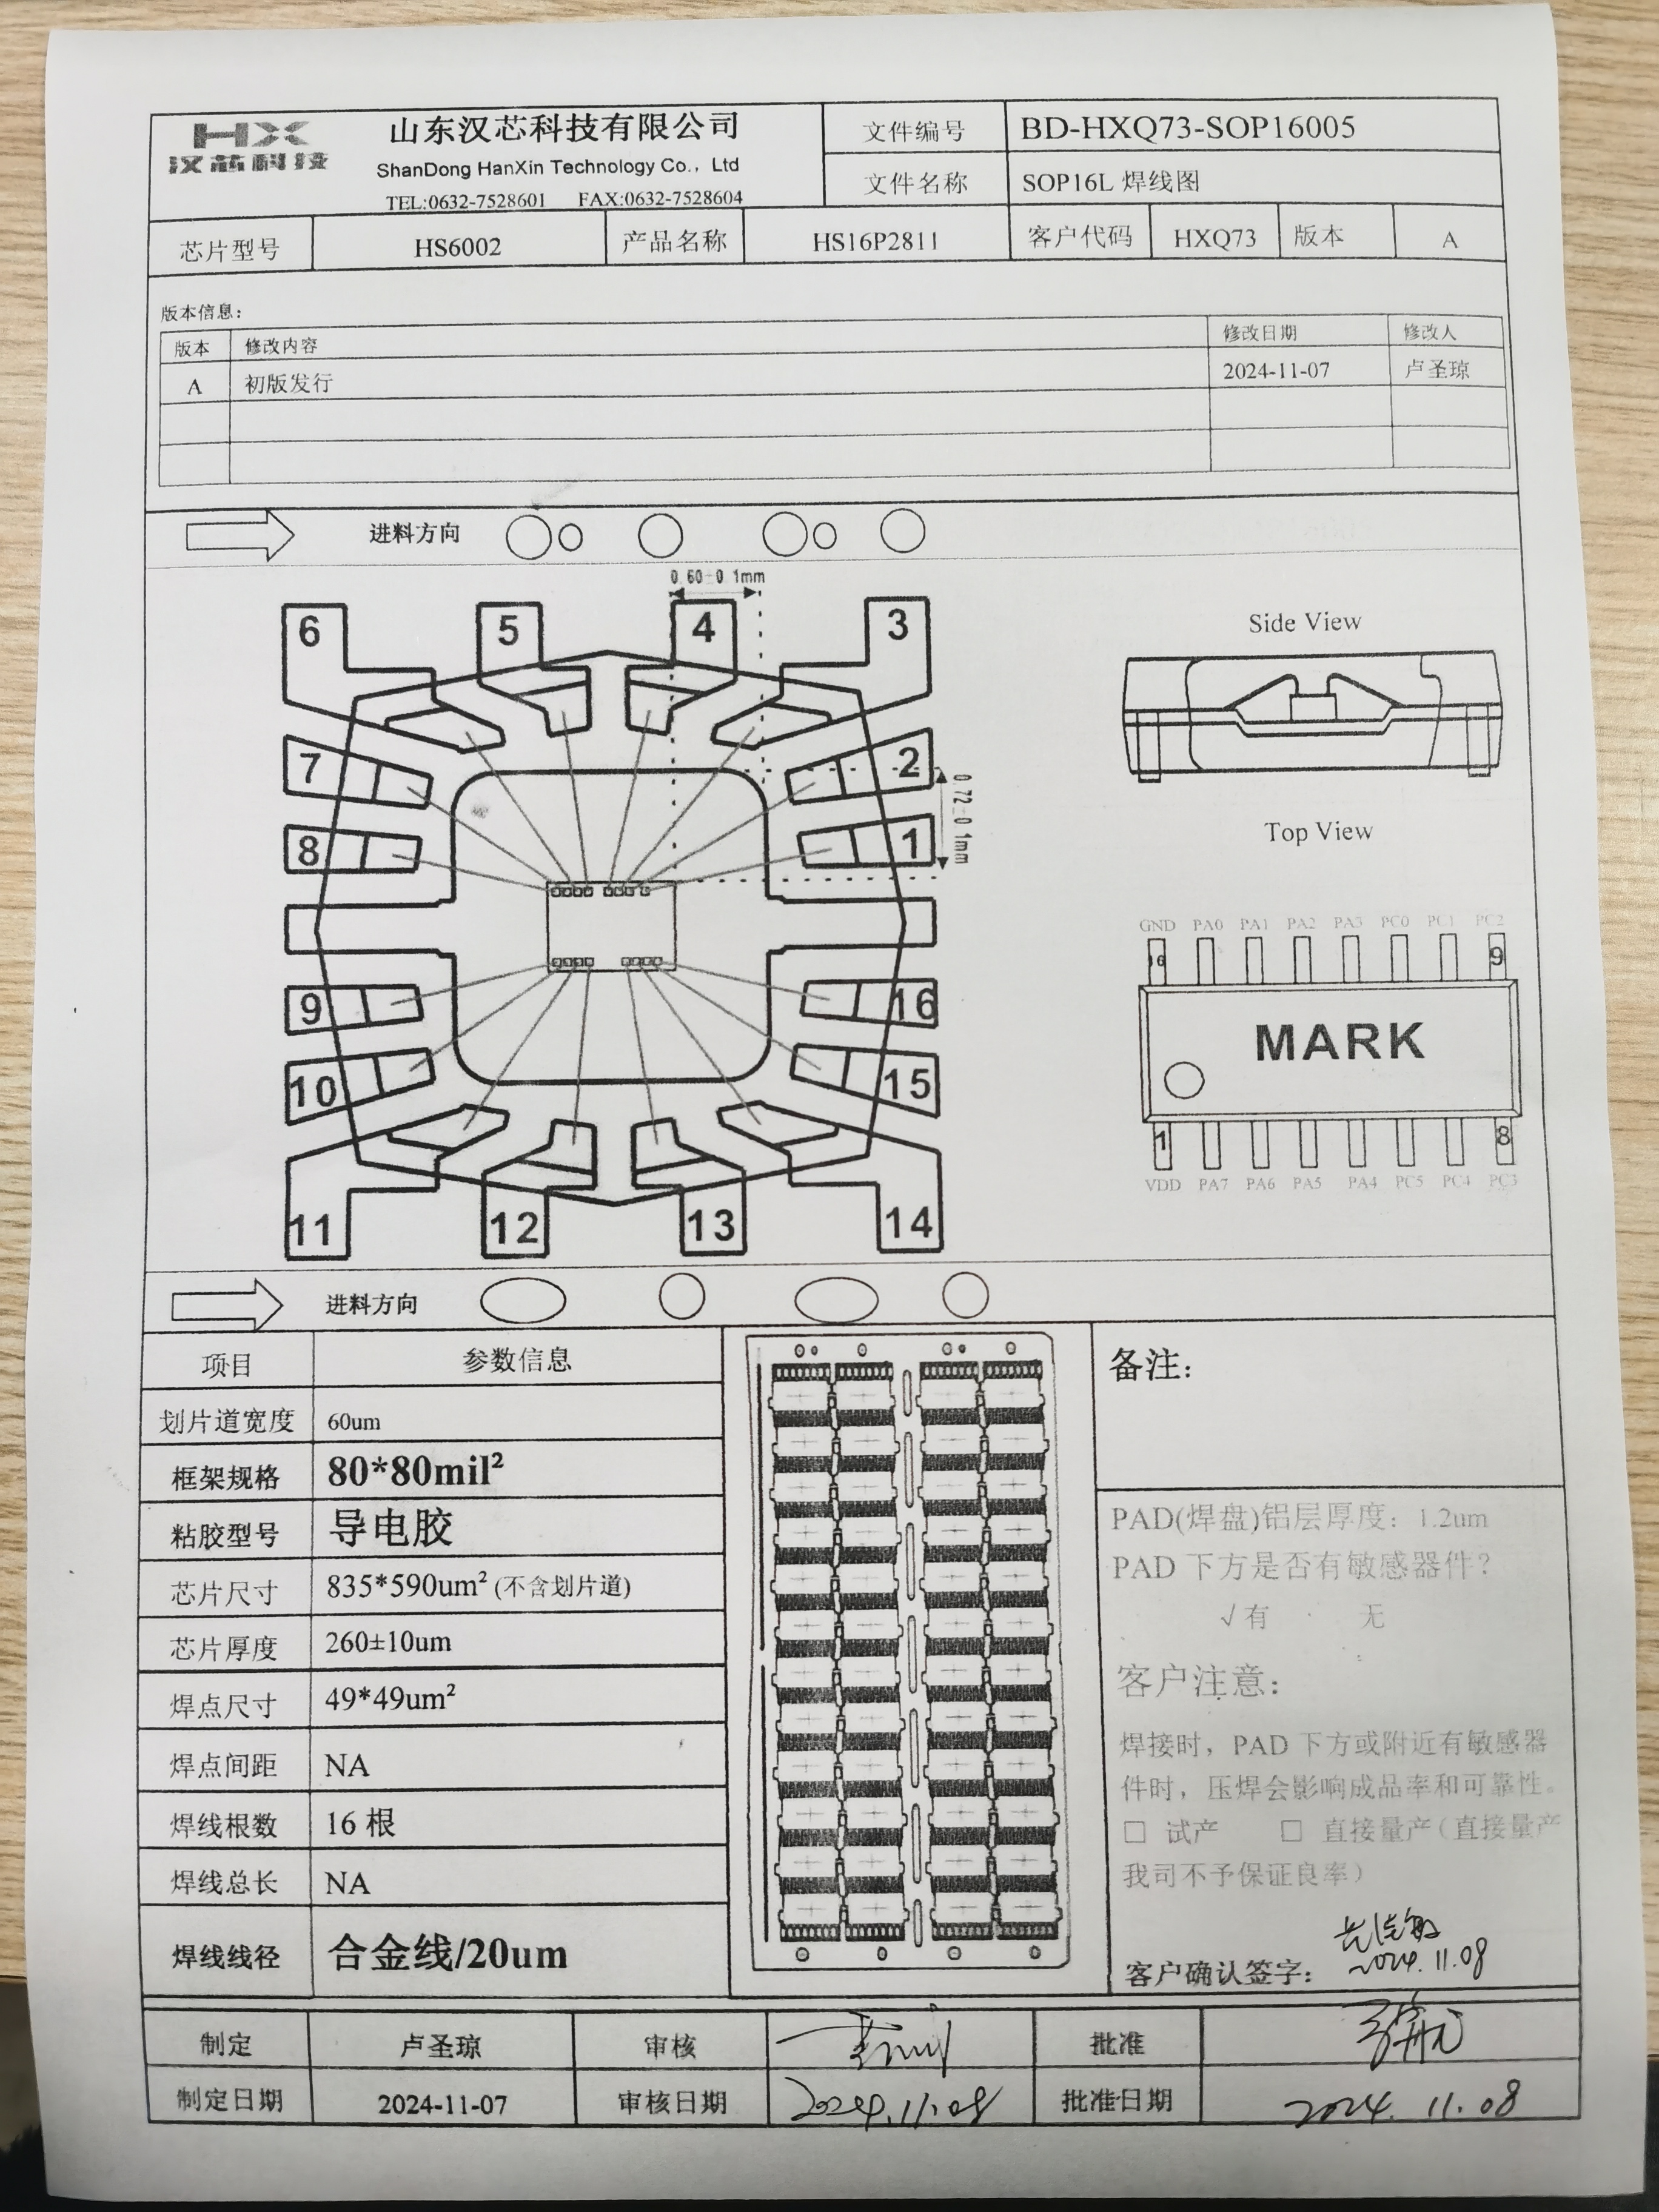 HX
汉芯科技
山东汉芯科技有限公司
ShanDong HanXin Technology Co., Ltd
TEL:0632-7528601 FAX:0632-7528604
文件编号 BD-HXQ73-SOP16005
文件名称 SOP16L 焊线图
芯片型号 HS6002 产品名称 HS16P2811 客户代码 HXQ73 版本 A
版本信息:
版本 修改内容 修改日期 修改人
A 初版发行 2024-11-07 卢圣琼
进料方向
0.60±0.1mm
6 5 4 3
7 2
8 1
0.72±0.1mm
9 16
10 15
11 12 13 14
Side View
Top View
GND PA0 PA1 PA2 PA3 PC0 PC1 PC2
16 9
MARK
1 8
VDD PA7 PA6 PA5 PA4 PC5 PC4 PC3
进料方向
项目 参数信息
划片道宽度 60um
框架规格 80*80mil²
粘胶型号 导电胶
芯片尺寸 835*590um² (不含划片道)
芯片厚度 260±10um
焊点尺寸 49*49um²
焊点间距 NA
焊线根数 16 根
焊线总长 NA
焊线线径 合金线/20um
备注:
PAD(焊盘)铝层厚度: 1.2um
PAD 下方是否有敏感器件?
√有 无
客户注意:
焊接时，PAD 下方或附近有敏感器
件时，压焊会影响成品率和可靠性。
□ 试产 □ 直接量产（直接量产
我司不予保证良率）
客户确认签字:
2024.11.08
制定 卢圣琼 审核 批准
制定日期 2024-11-07 审核日期 2024.11.08 批准日期 2024.11.08